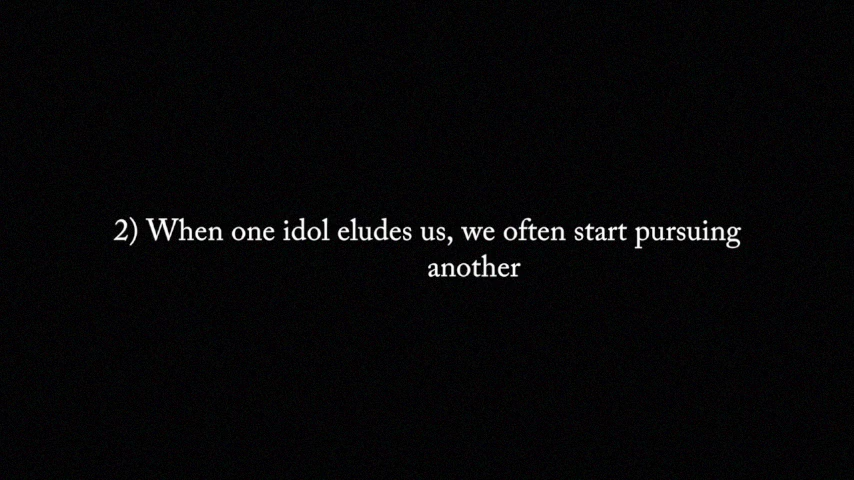 2) When one idol eludes us, we often start pursuing
another